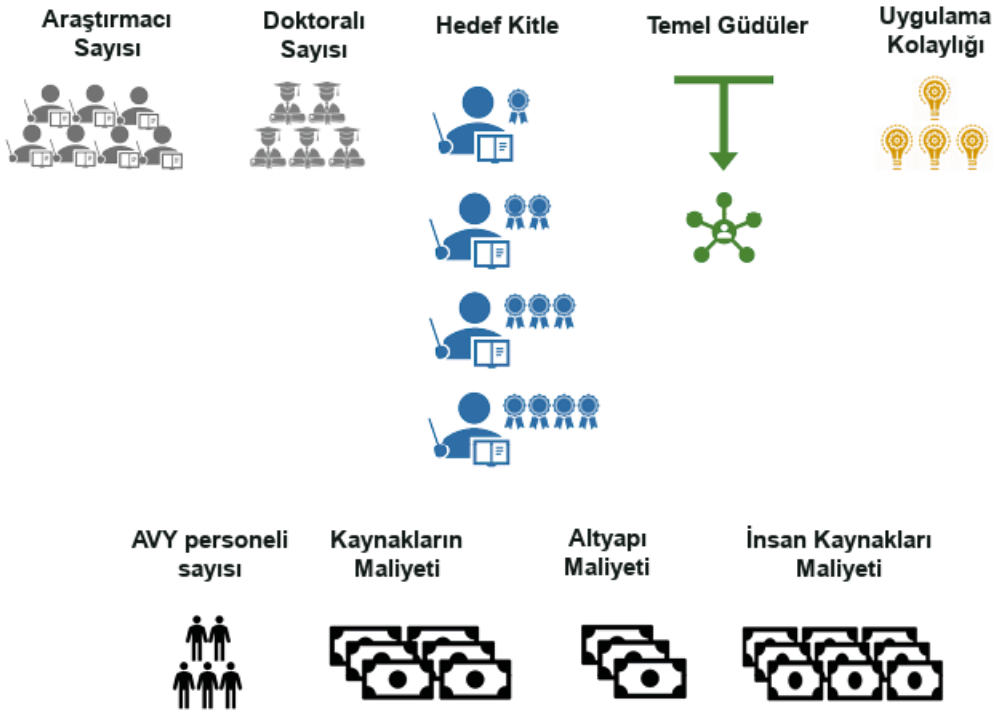 Araştırmacı
Sayısı
Doktoralı
Sayısı
Hedef Kitle
Temel Güdüler
Uygulama
Kolaylığı
AVY personeli
sayısı
Kaynakların
Maliyeti
Altyapı
Maliyeti
İnsan Kaynakları
Maliyeti